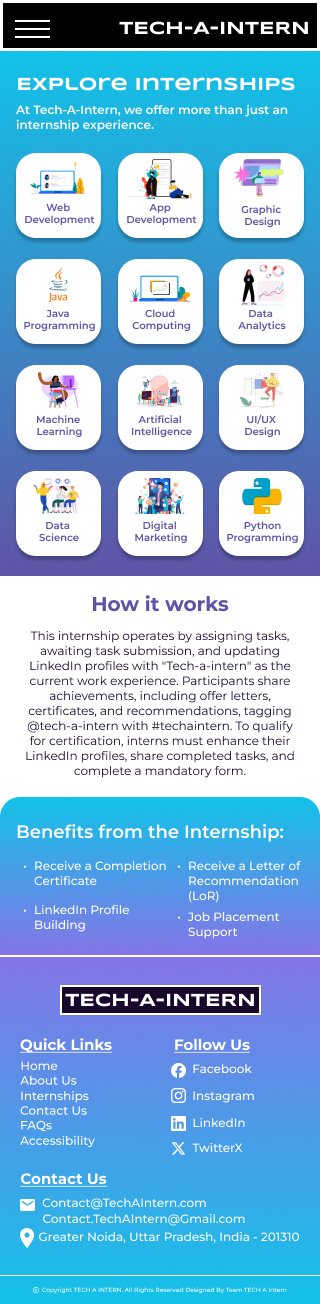 TECH-A-INTERN
Explore Internships
At Tech-A-Intern, we offer more than just an
internship experience.
Web
Development
App
Development
Graphic
Design
Java
Java
Programming
Cloud
Computing
Data
Analytics
Machine
Learning
Artificial
Intelligence
UI/UX
Design
Data
Science
Digital
Marketing
Python
Programming
How it works
This internship operates by assigning tasks,
awaiting task submission, and updating
LinkedIn profiles with "Tech-a-intern" as the
current work experience. Participants share
achievements, including offer letters,
certificates, and recommendations, tagging
@tech-a-intern with #techaintern. To qualify
for certification, interns must enhance their
LinkedIn profiles, share completed tasks, and
complete a mandatory form.
Benefits from the Internship:
• Receive a Completion
Certificate
• LinkedIn Profile
Building
• Receive a Letter of
Recommendation
(LoR)
• Job Placement
Support
TECH-A-INTERN
Quick Links
Home
About Us
Internships
Contact Us
FAQs
Accessibility
Follow Us
Facebook
Instagram
LinkedIn
TwitterX
Contact Us
Contact@TechAIntern.com
Contact.TechAIntern@Gmail.com
Greater Noida, Uttar Pradesh, India - 201310
© Copyright TECH A INTERN. All Rights Reserved Designed By Team TECH A Intern